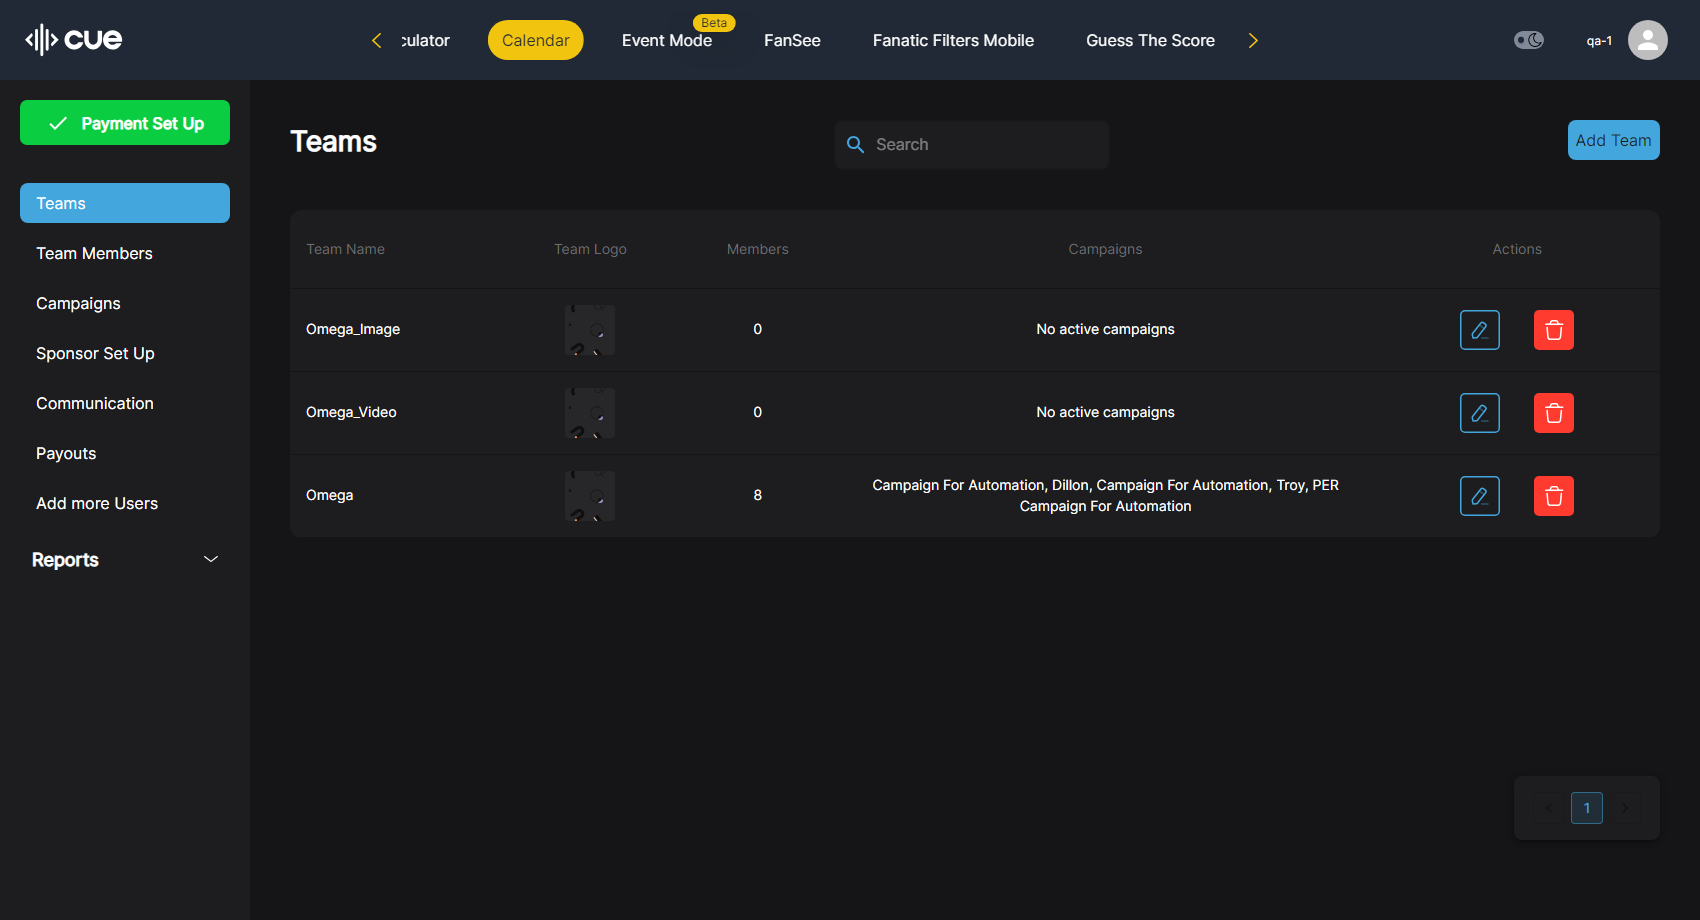 cue
culator
Calendar
Event Mode
Beta
FanSee
Fanatic Filters Mobile
Guess The Score
qa-1
Payment Set Up
Teams
Team Members
Campaigns
Sponsor Set Up
Communication
Payouts
Add more Users
Reports
Teams
Search
Add Team
Team Name Team Logo Members Campaigns Actions
Omega_Image 0 No active campaigns
Omega_Video 0 No active campaigns
Omega 8 Campaign For Automation, Dillon, Campaign For Automation, Troy, PER
Campaign For Automation
1